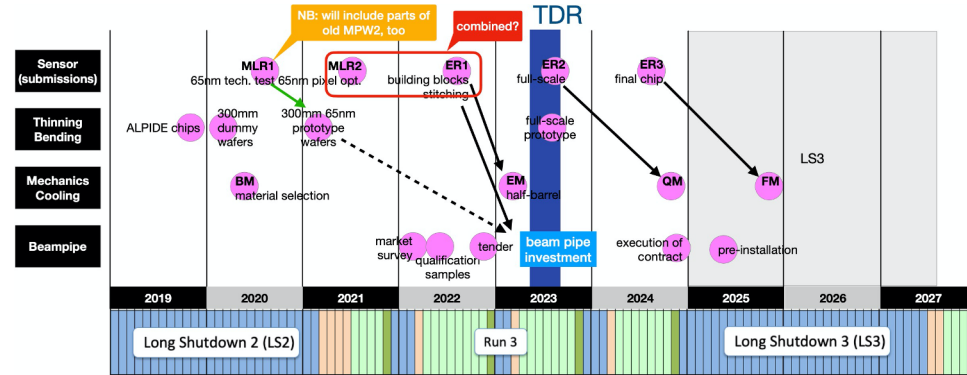 NB: will include parts of
old MPW2, too
combined?
TDR
Sensor
(submissions)
MLR1
65nm tech. test
MLR2
65nm pixel opt.
ER1
building blocks
stitching
ER2
full-scale
ER3
final chip
Thinning
Bending
ALPIDE chips
300mm
dummy
wafers
300mm 65nm
prototype
wafers
full-scale
prototype
LS3
Mechanics
Cooling
BM
material selection
EM
half-barrel
QM
FM
Beampipe
market
survey
qualification
samples
tender
beam pipe
investment
execution of
contract
pre-installation
2019
2020
2021
2022
2023
2024
2025
2026
2027
Long Shutdown 2 (LS2)
Run 3
Long Shutdown 3 (LS3)